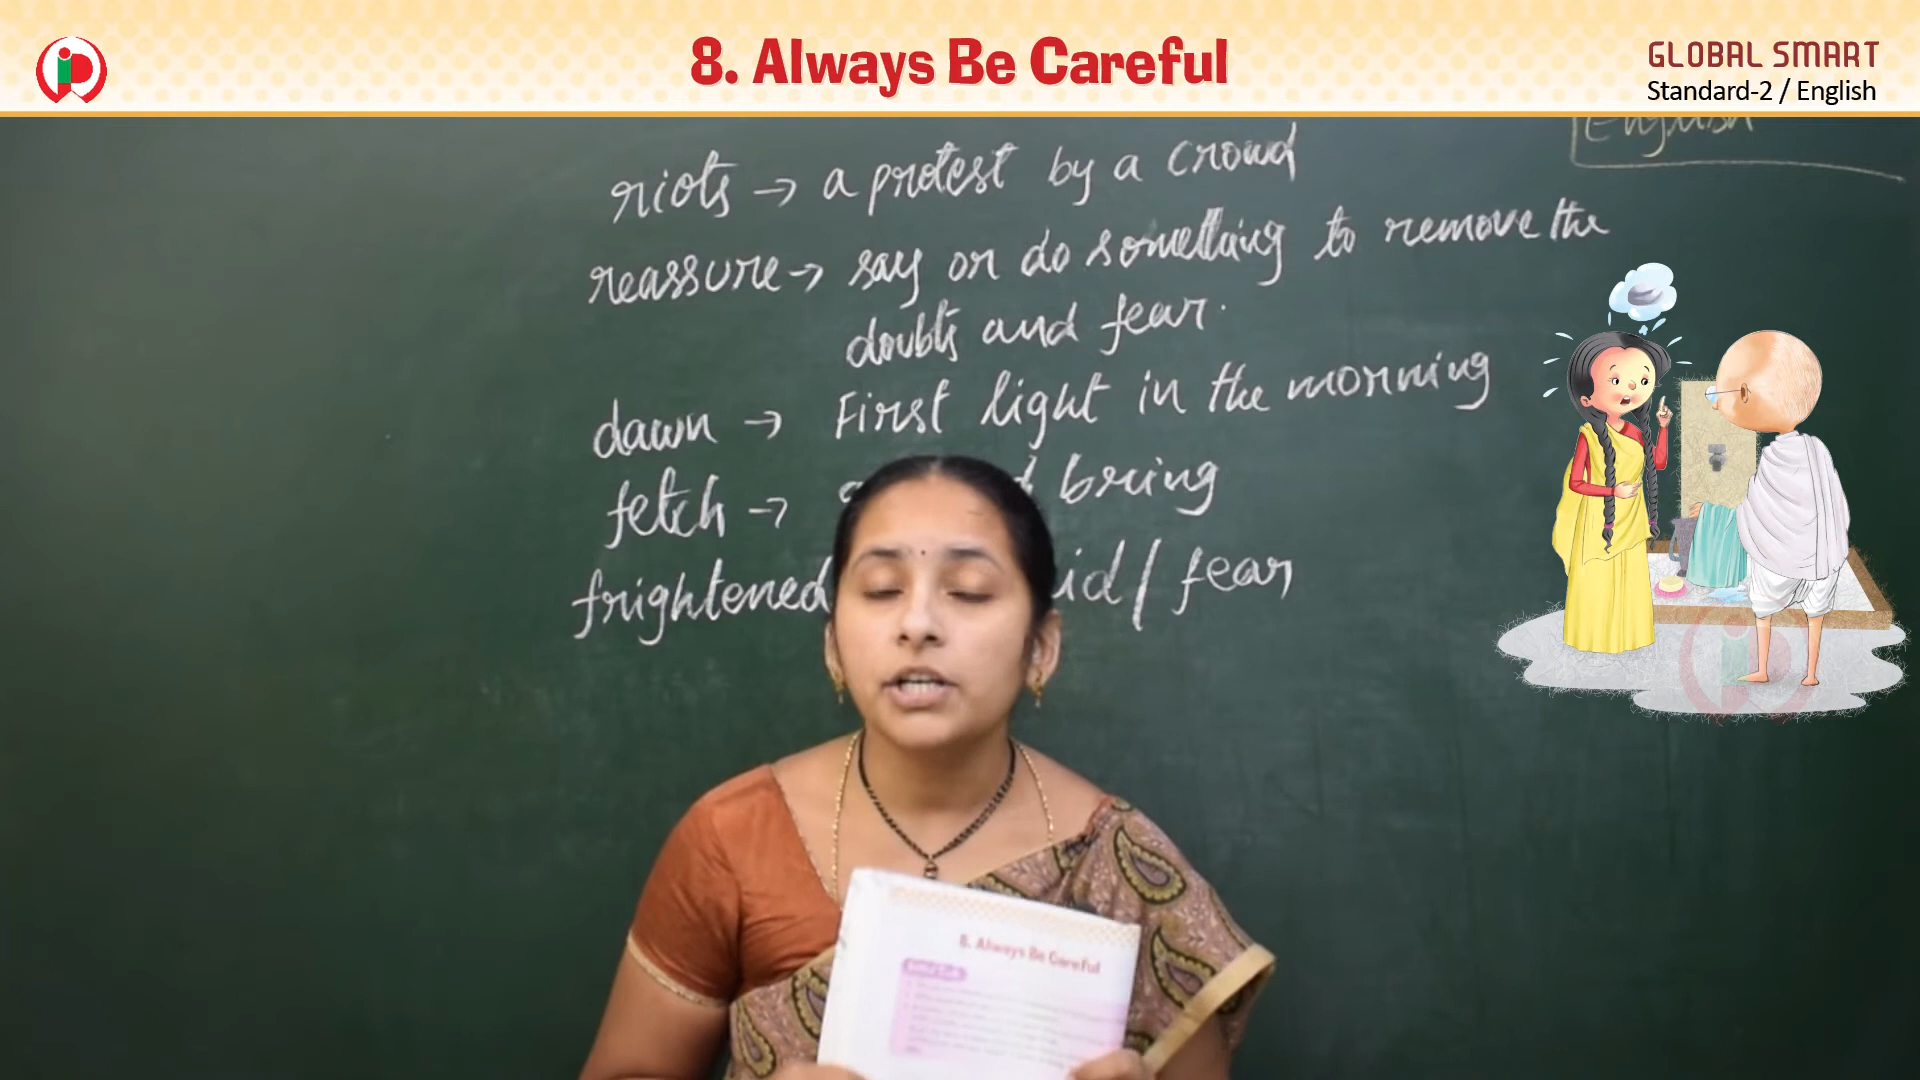 8. Always Be Careful
GLOBAL SMART
Standard-2 / English
English
riots → a protest by a crowd
reassure → say or do something to remove the
doubts and fear.
dawn → First light in the morning
fetch → bring
frightened / fear
8. Always Be Careful